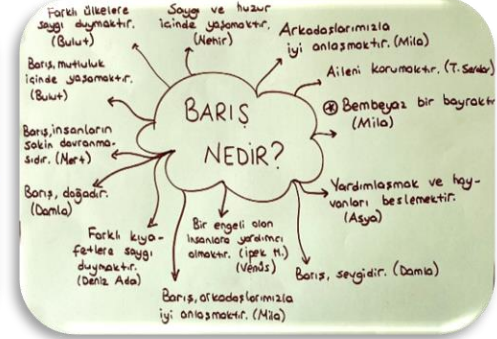 Farklı ülkelere
saygı duymaktır.
(Bulut)
Saygı ve huzur
içinde yaşamaktır.
(Nehir)
Arkadaşlarımızla
iyi anlaşmaktır. (Mila)
Aileni korumaktır. (T. Serdar)
Bembeyaz bir bayraktır
(Mila)
Barış, mutluluk
içinde yaşamaktır.
(Bulut)
BARIŞ
NEDİR?
Barış, insanların
sakin davranma-
sıdır. (Mert)
Barış, doğadır.
(Damla)
Yardımlaşmak ve hay-
vanları beslemektir.
(Asya)
Farklı kıya-
fetlere saygı
duymaktır.
(Deniz Ada)
Bir engeli olan
insanlara yardımcı
olmaktır. (İpek H.)
(Venüs)
Barış, sevgidir. (Damla)
Barış, arkadaşlarımızla
iyi anlaşmaktır. (Mila)